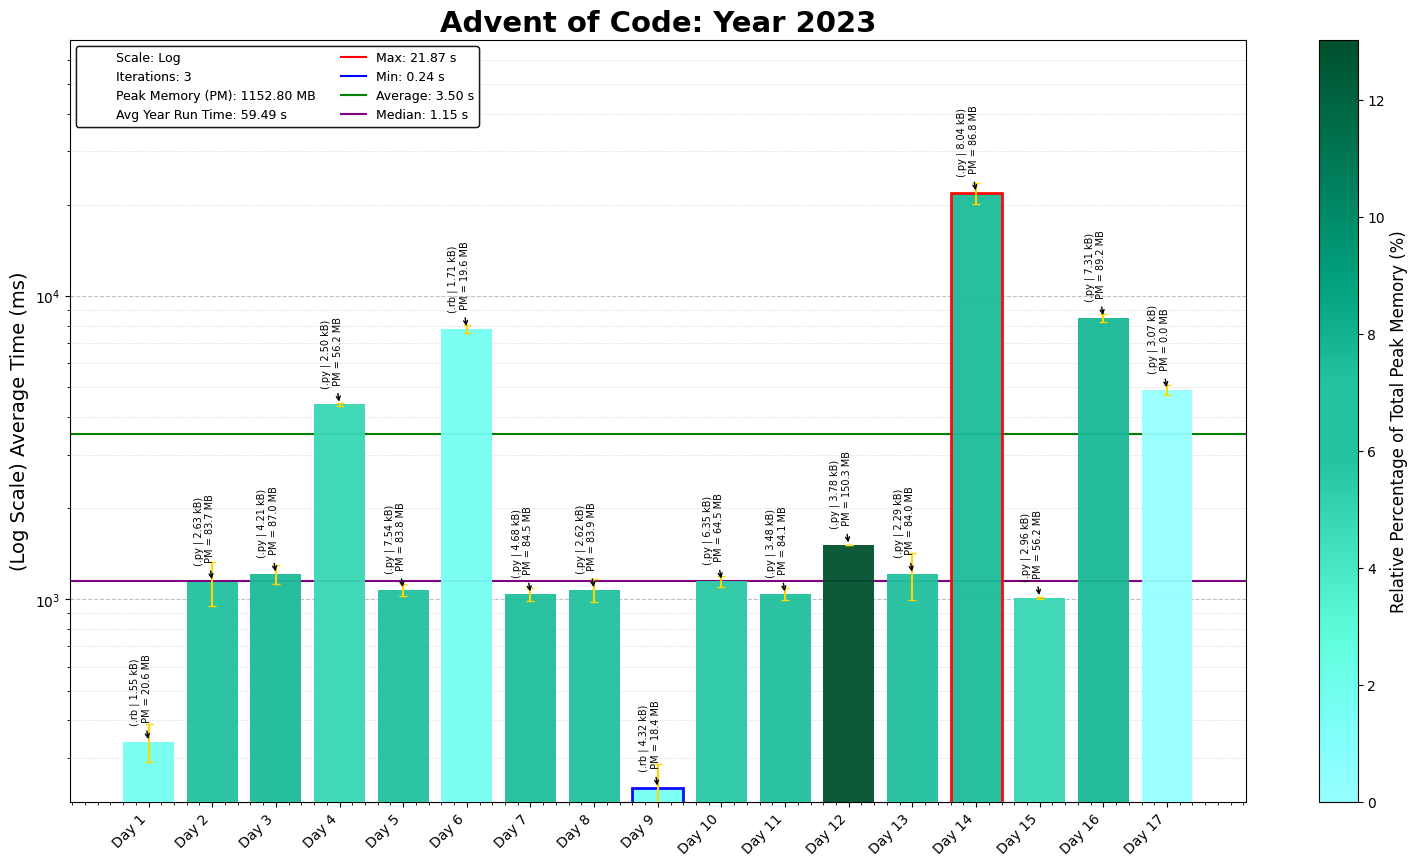 Advent of Code: Year 2023
Scale: Log
Iterations: 3
Peak Memory (PM): 1152.80 MB
Avg Year Run Time: 59.49 s
Max: 21.87 s
Min: 0.24 s
Average: 3.50 s
Median: 1.15 s
(Log Scale) Average Time (ms)
10⁴
10³
(.rb | 1.55 kB)
PM = 20.6 MB
(.py | 2.63 kB)
PM = 83.7 MB
(.py | 4.21 kB)
PM = 87.0 MB
(.py | 2.50 kB)
PM = 56.2 MB
(.py | 7.54 kB)
PM = 83.8 MB
(.rb | 1.71 kB)
PM = 19.6 MB
(.py | 4.68 kB)
PM = 84.5 MB
(.py | 2.62 kB)
PM = 83.9 MB
(.rb | 4.32 kB)
PM = 18.4 MB
(.py | 6.35 kB)
PM = 64.5 MB
(.py | 3.48 kB)
PM = 84.1 MB
(.py | 3.78 kB)
PM = 150.3 MB
(.py | 2.29 kB)
PM = 84.0 MB
(.py | 8.04 kB)
PM = 86.8 MB
(.py | 2.96 kB)
PM = 56.2 MB
(.py | 7.31 kB)
PM = 89.2 MB
(.py | 3.07 kB)
PM = 0.0 MB
Day 1
Day 2
Day 3
Day 4
Day 5
Day 6
Day 7
Day 8
Day 9
Day 10
Day 11
Day 12
Day 13
Day 14
Day 15
Day 16
Day 17
12
10
8
6
4
2
0
Relative Percentage of Total Peak Memory (%)